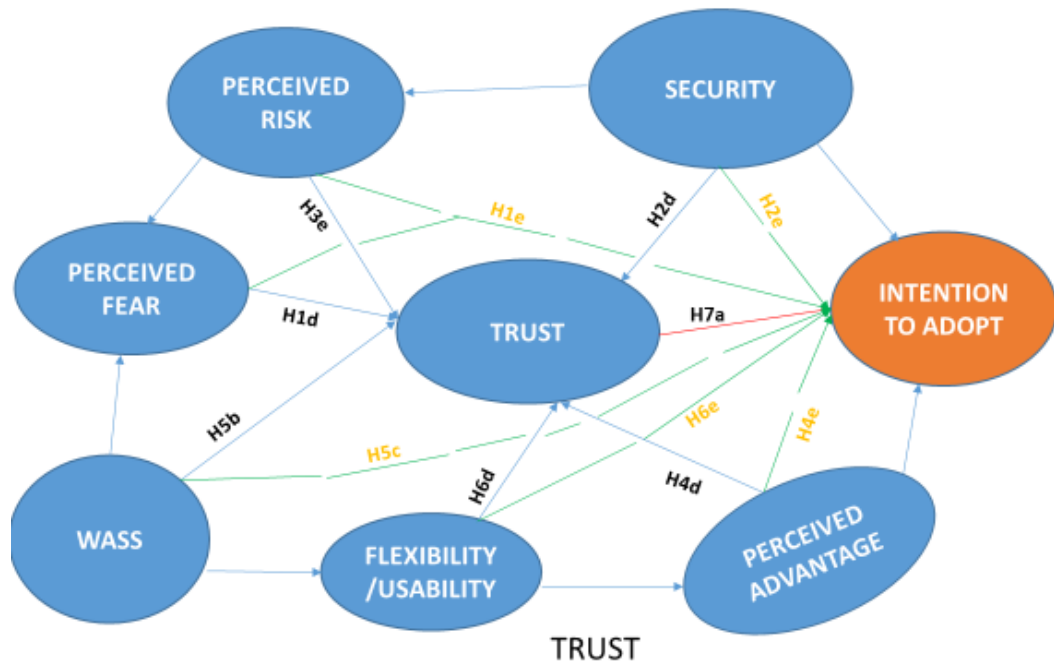 PERCEIVED
RISK
SECURITY
H3e
H1e
H2d
H2e
PERCEIVED
FEAR
H1d
TRUST
H7a
INTENTION
TO ADOPT
H5b
H5c
H6d
H6e
H4e
H4d
WASS
FLEXIBILITY
/USABILITY
PERCEIVED
ADVANTAGE
TRUST